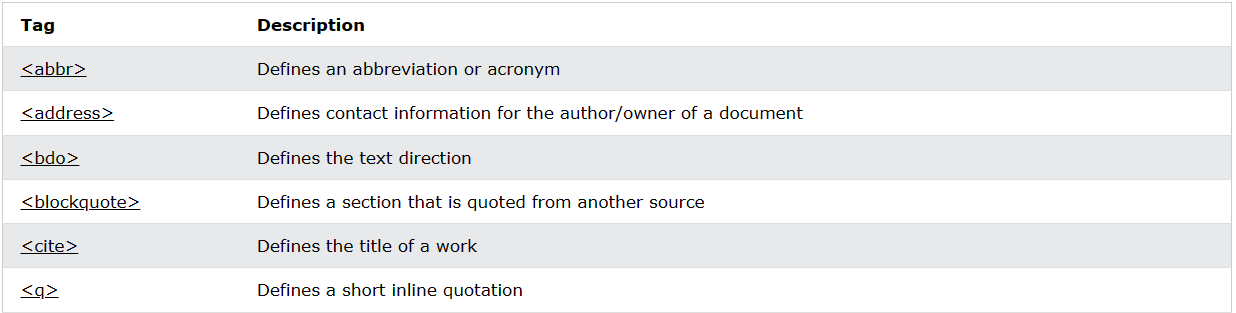 Tag Description
<abbr> Defines an abbreviation or acronym
<address> Defines contact information for the author/owner of a document
<bdo> Defines the text direction
<blockquote> Defines a section that is quoted from another source
<cite> Defines the title of a work
<q> Defines a short inline quotation